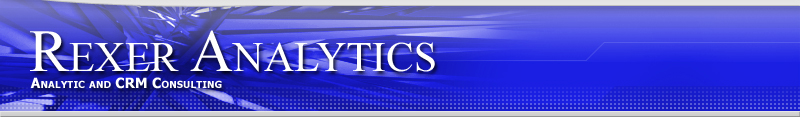 REXER ANALYTICS
ANALYTIC AND CRM CONSULTING